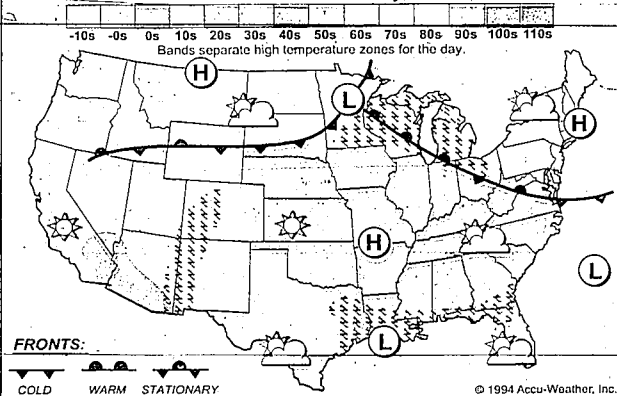 -10s -0s 0s 10s 20s 30s 40s 50s 60s 70s 80s 90s 100s 110s
Bands separate high temperature zones for the day.
H
L
H
H
L
L
FRONTS:
COLD WARM STATIONARY
© 1994 Accu-Weather, Inc.